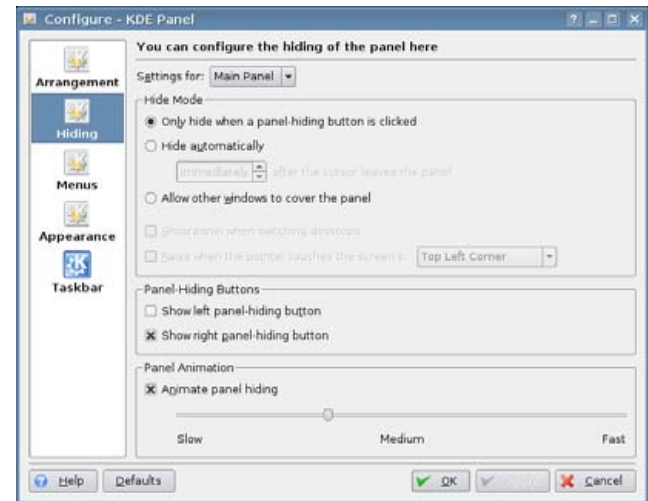 Configure - KDE Panel
Arrangement
Hiding
Menus
Appearance
Taskbar
You can configure the hiding of the panel here
Settings for: Main Panel
Hide Mode
Only hide when a panel-hiding button is clicked
Hide automatically
immediately after the cursor leaves the panel
Allow other windows to cover the panel
Show panel when switching desktops
Raise when the pointer touches the screen's: Top Left Corner
Panel-Hiding Buttons
Show left panel-hiding button
Show right panel-hiding button
Panel Animation
Animate panel hiding
Slow Medium Fast
Help Defaults OK Apply Cancel